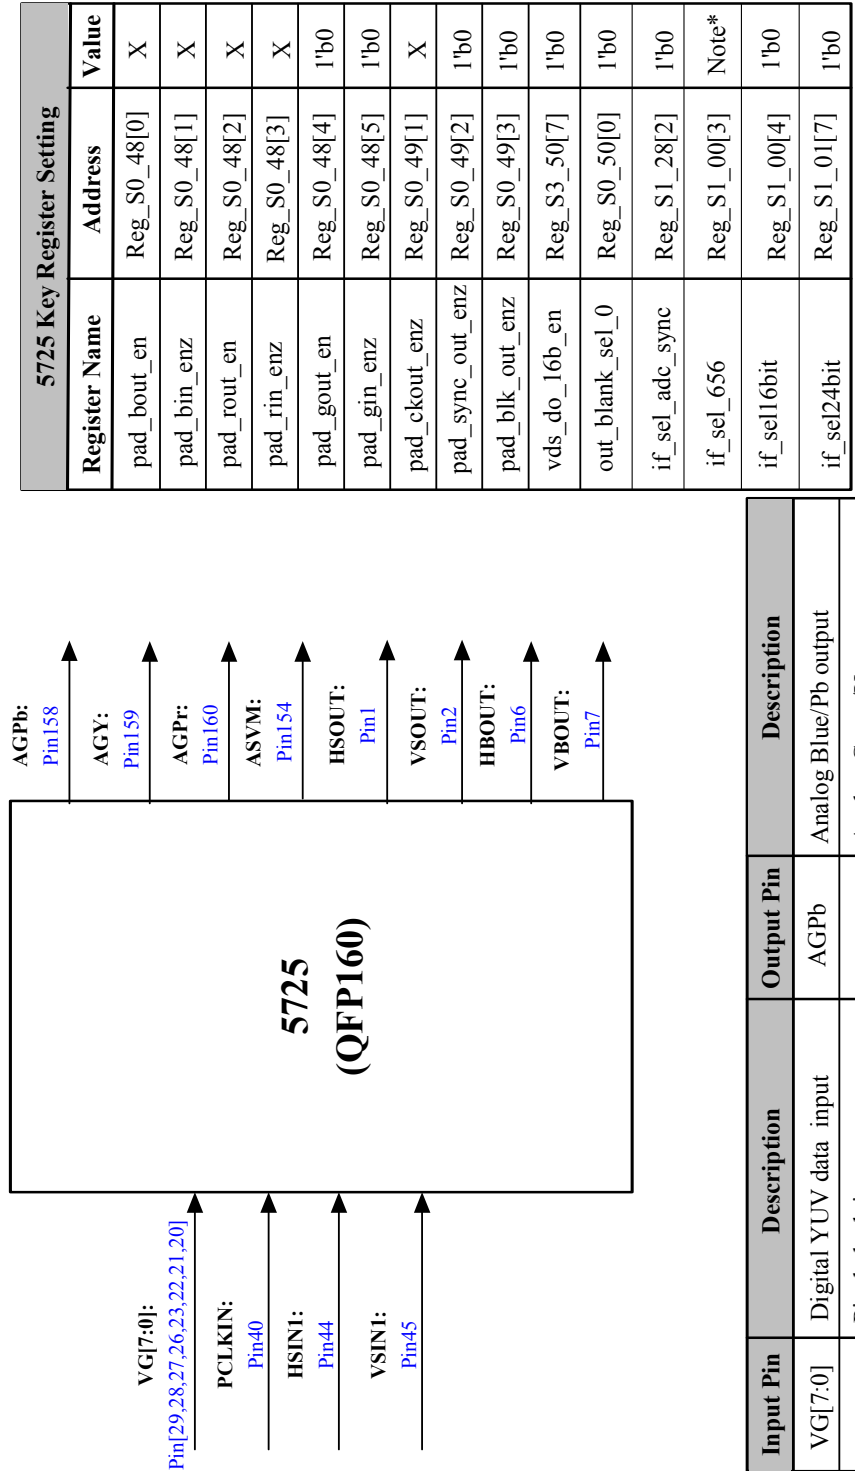 5725 Key Register Setting
Register Name Address Value
pad_bout_en Reg_S0_48[0] X
pad_bin_enz Reg_S0_48[1] X
pad_rout_en Reg_S0_48[2] X
pad_rin_enz Reg_S0_48[3] X
pad_gout_en Reg_S0_48[4] 1'b0
pad_gin_enz Reg_S0_48[5] 1'b0
pad_ckout_enz Reg_S0_49[1] X
pad_sync_out_enz Reg_S0_49[2] 1'b0
pad_blk_out_enz Reg_S0_49[3] 1'b0
vds_do_16b_en Reg_S3_50[7] 1'b0
out_blank_sel_0 Reg_S0_50[0] 1'b0
if_sel_adc_sync Reg_S1_28[2] 1'b0
if_sel_656 Reg_S1_00[3] Note*
if_sel16bit Reg_S1_00[4] 1'b0
if_sel24bit Reg_S1_01[7] 1'b0
VG[7:0]:
Pin[29,28,27,26,23,22,21,20]
PCLKIN:
Pin40
HSIN1:
Pin44
VSIN1:
Pin45
5725
(QFP160)
AGPb:
Pin158
AGY:
Pin159
AGPr:
Pin160
ASVM:
Pin154
HSOUT:
Pin1
VSOUT:
Pin2
HBOUT:
Pin6
VBOUT:
Pin7
Input Pin Description Output Pin Description
VG[7:0] Digital YUV data input AGPb Analog Blue/Pb output